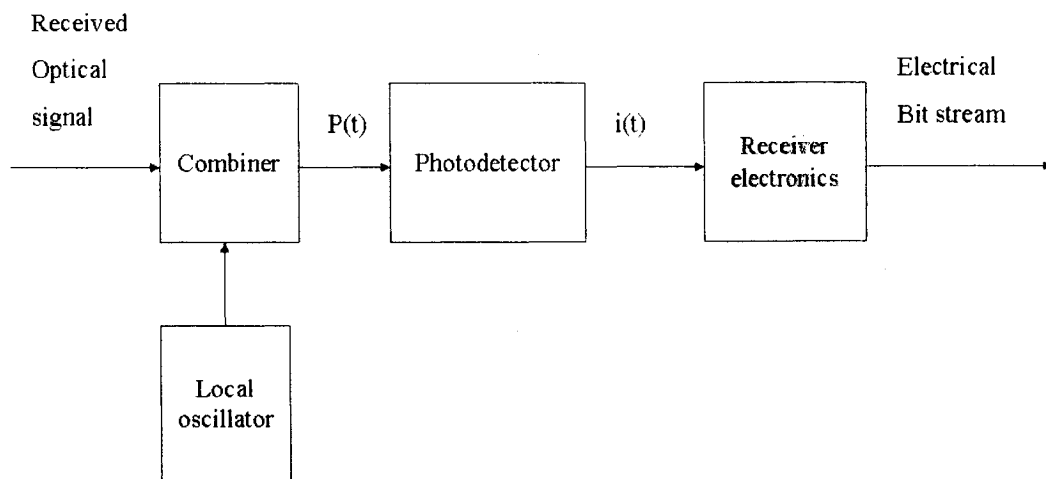 Received
Optical
signal
Combiner
P(t)
Photodetector
i(t)
Receiver
electronics
Electrical
Bit stream
Local
oscillator